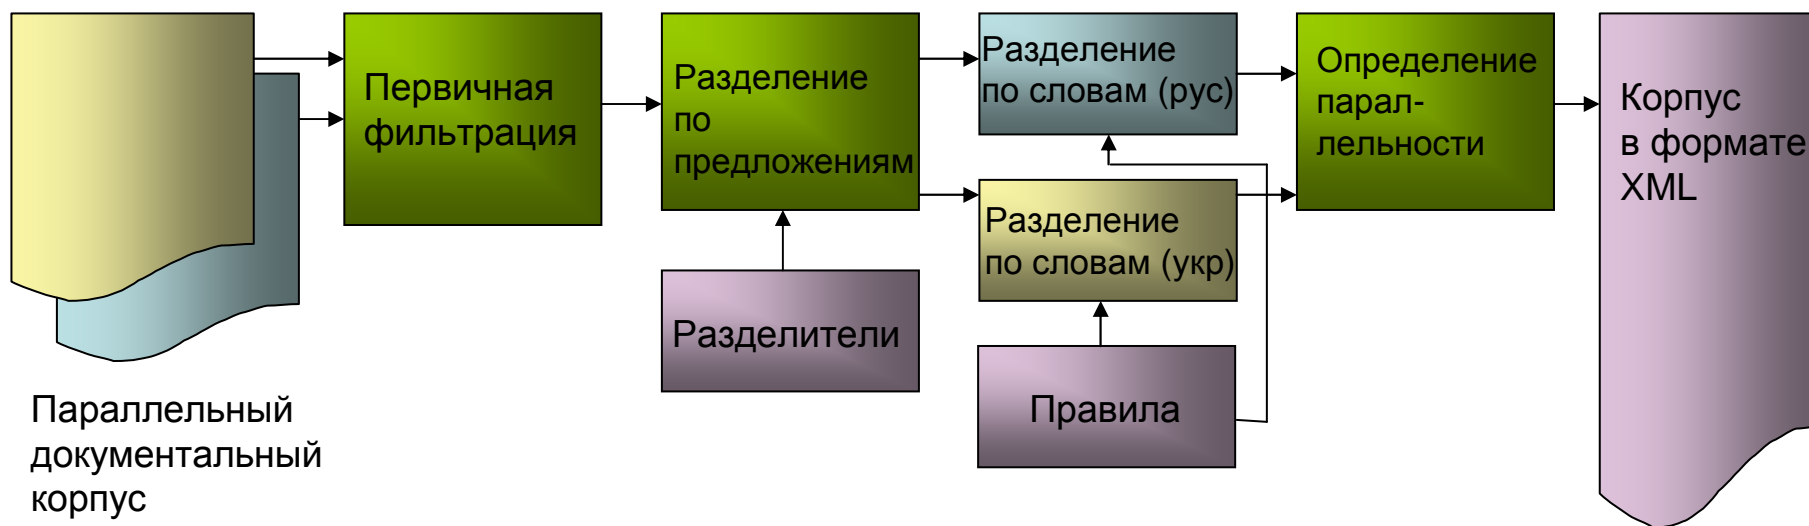 Параллельный
документальный
корпус
Первичная
фильтрация
Разделение
по
предложениям
Разделители
Разделение
по словам (рус)
Разделение
по словам (укр)
Правила
Определение
парал-
лельности
Корпус
в формате
XML